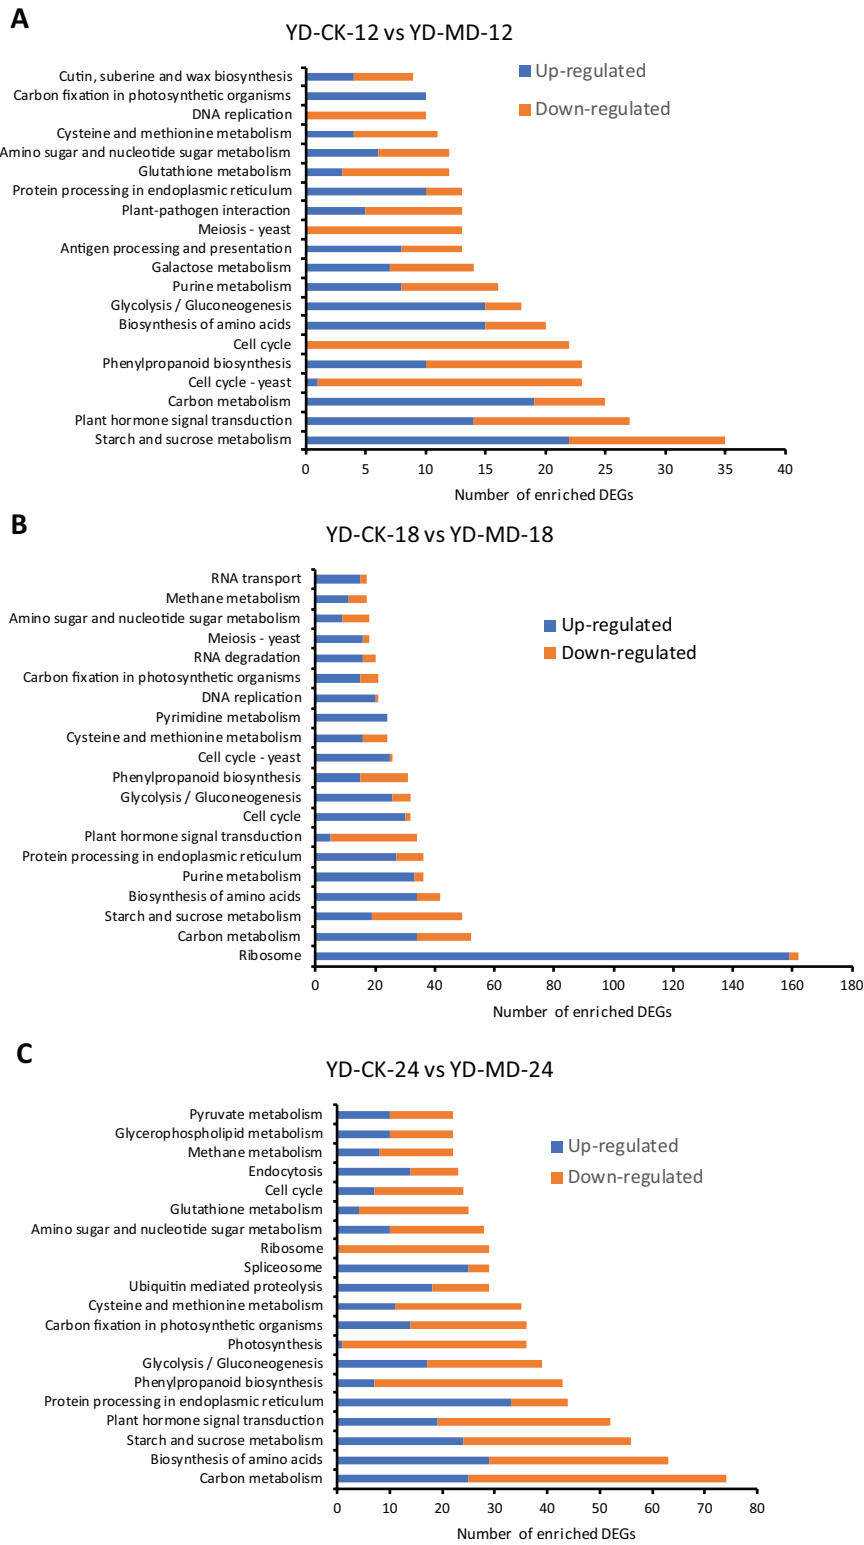 A
YD-CK-12 vs YD-MD-12
Up-regulated
Down-regulated
Cutin, suberine and wax biosynthesis
Carbon fixation in photosynthetic organisms
DNA replication
Cysteine and methionine metabolism
Amino sugar and nucleotide sugar metabolism
Glutathione metabolism
Protein processing in endoplasmic reticulum
Plant-pathogen interaction
Meiosis - yeast
Antigen processing and presentation
Galactose metabolism
Purine metabolism
Glycolysis / Gluconeogenesis
Biosynthesis of amino acids
Cell cycle
Phenylpropanoid biosynthesis
Cell cycle - yeast
Carbon metabolism
Plant hormone signal transduction
Starch and sucrose metabolism
0 5 10 15 20 25 30 35 40
Number of enriched DEGs
B
YD-CK-18 vs YD-MD-18
Up-regulated
Down-regulated
RNA transport
Methane metabolism
Amino sugar and nucleotide sugar metabolism
Meiosis - yeast
RNA degradation
Carbon fixation in photosynthetic organisms
DNA replication
Pyrimidine metabolism
Cysteine and methionine metabolism
Cell cycle - yeast
Phenylpropanoid biosynthesis
Glycolysis / Gluconeogenesis
Cell cycle
Plant hormone signal transduction
Protein processing in endoplasmic reticulum
Purine metabolism
Biosynthesis of amino acids
Starch and sucrose metabolism
Carbon metabolism
Ribosome
0 20 40 60 80 100 120 140 160 180
Number of enriched DEGs
C
YD-CK-24 vs YD-MD-24
Up-regulated
Down-regulated
Pyruvate metabolism
Glycerophospholipid metabolism
Methane metabolism
Endocytosis
Cell cycle
Glutathione metabolism
Amino sugar and nucleotide sugar metabolism
Ribosome
Spliceosome
Ubiquitin mediated proteolysis
Cysteine and methionine metabolism
Carbon fixation in photosynthetic organisms
Photosynthesis
Glycolysis / Gluconeogenesis
Phenylpropanoid biosynthesis
Protein processing in endoplasmic reticulum
Plant hormone signal transduction
Starch and sucrose metabolism
Biosynthesis of amino acids
Carbon metabolism
0 10 20 30 40 50 60 70 80
Number of enriched DEGs